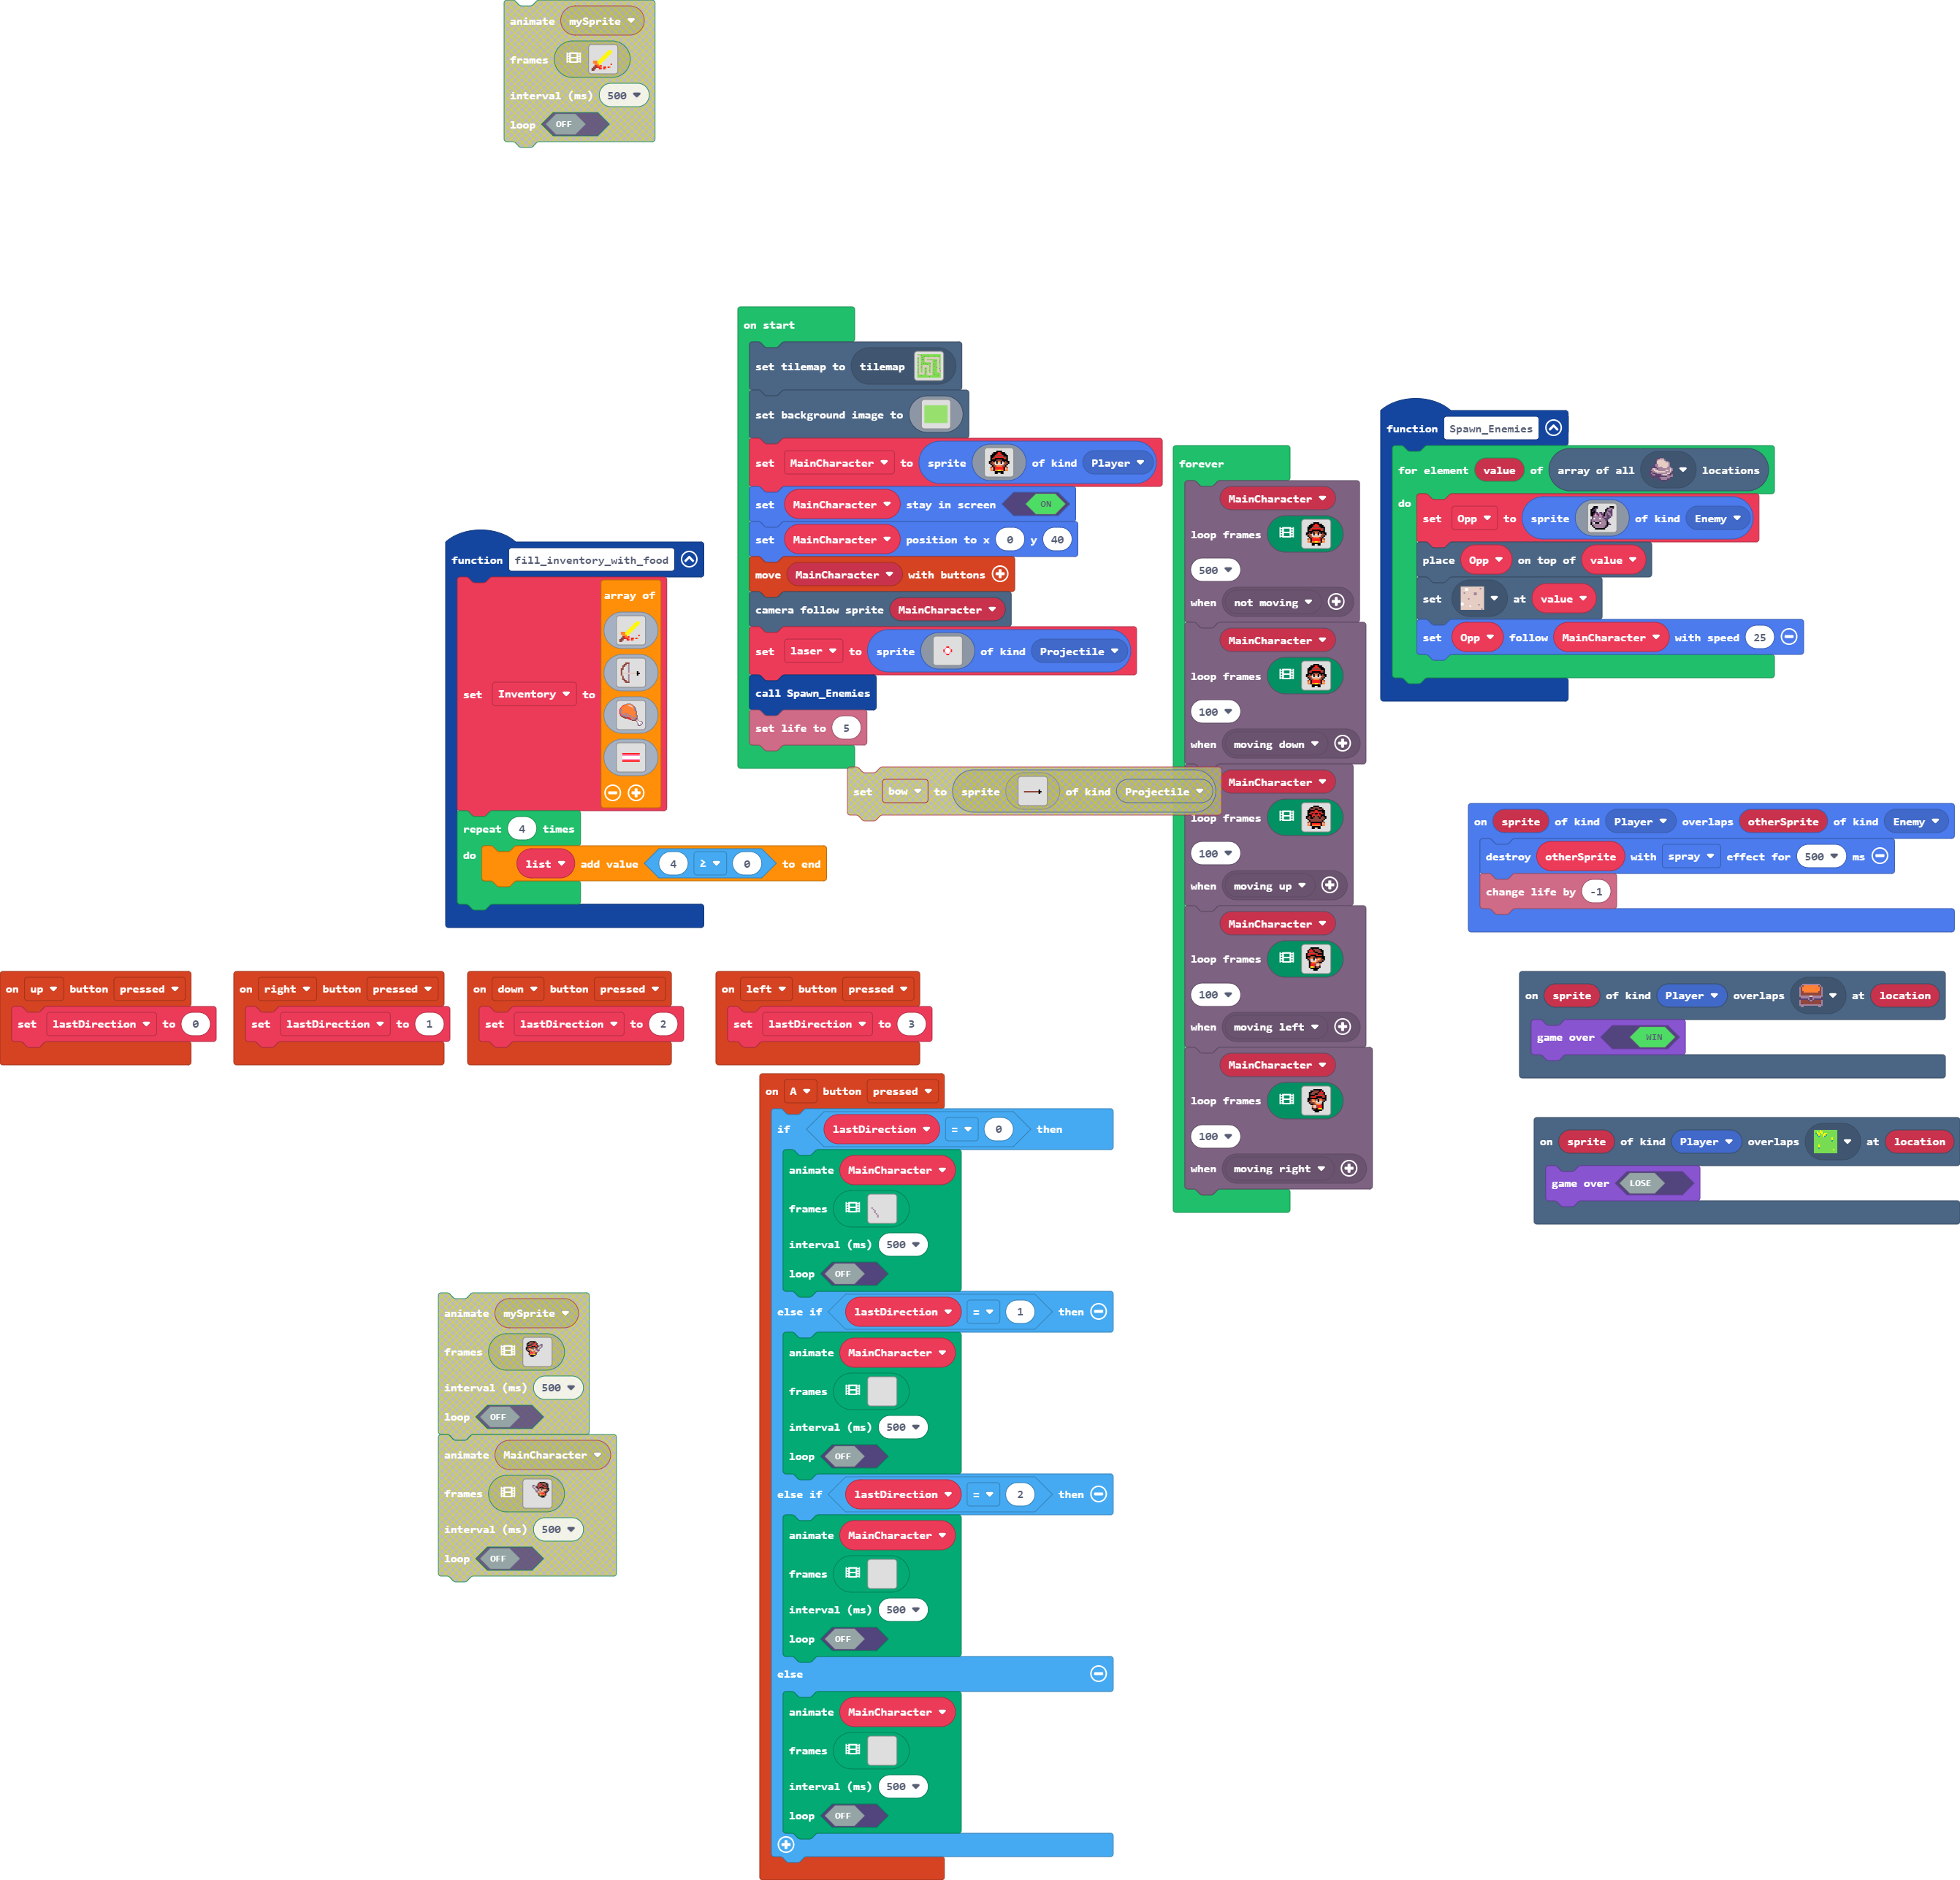 animate mySprite
frames
interval (ms) 500
loop OFF
on start
set tilemap to tilemap
set background image to
set MainCharacter to sprite of kind Player
set MainCharacter stay in screen ON
set MainCharacter position to x 0 y 40
move MainCharacter with buttons
camera follow sprite MainCharacter
set laser to sprite of kind Projectile
call Spawn_Enemies
set life to 5
function Spawn_Enemies
for element value of array of all locations
do
set Opp to sprite of kind Enemy
place Opp on top of value
set at value
set Opp follow MainCharacter with speed 25
forever
MainCharacter
loop frames
500
when not moving
MainCharacter
loop frames
100
when moving down
MainCharacter
loop frames
100
when moving up
MainCharacter
loop frames
100
when moving left
MainCharacter
loop frames
100
when moving right
function fill_inventory_with_food
array of
set Inventory to
repeat 4 times
do
list add value 4 ≥ 0 to end
set bow to sprite of kind Projectile
on sprite of kind Player overlaps otherSprite of kind Enemy
destroy otherSprite with spray effect for 500 ms
change life by -1
on up button pressed
set lastDirection to 0
on right button pressed
set lastDirection to 1
on down button pressed
set lastDirection to 2
on left button pressed
set lastDirection to 3
on sprite of kind Player overlaps at location
game over WIN
on sprite of kind Player overlaps at location
game over LOSE
on A button pressed
if lastDirection = 0 then
animate MainCharacter
frames
interval (ms) 500
loop OFF
else if lastDirection = 1 then
animate MainCharacter
frames
interval (ms) 500
loop OFF
else if lastDirection = 2 then
animate MainCharacter
frames
interval (ms) 500
loop OFF
else
animate MainCharacter
frames
interval (ms) 500
loop OFF
animate mySprite
frames
interval (ms) 500
loop OFF
animate MainCharacter
frames
interval (ms) 500
loop OFF